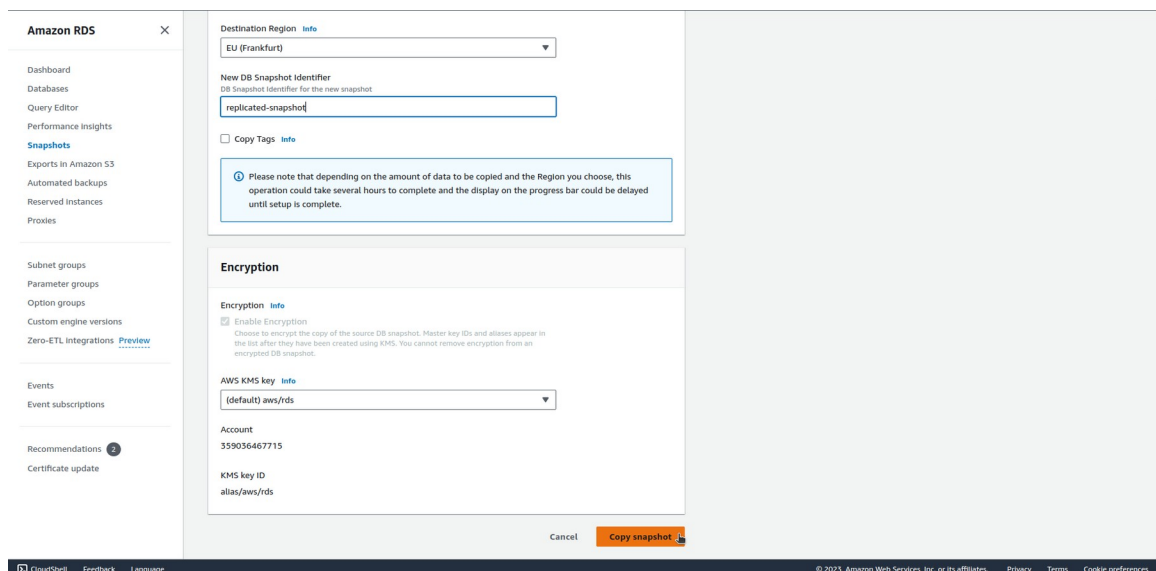 Amazon RDS
Dashboard
Databases
Query Editor
Performance insights
Snapshots
Exports in Amazon S3
Automated backups
Reserved instances
Proxies
Subnet groups
Parameter groups
Option groups
Custom engine versions
Zero-ETL integrations Preview
Events
Event subscriptions
Recommendations 2
Certificate update
Destination Region Info
EU (Frankfurt)
New DB Snapshot Identifier
DB Snapshot Identifier for the new snapshot
replicated-snapshot
Copy Tags Info
Please note that depending on the amount of data to be copied and the Region you choose, this
operation could take several hours to complete and the display on the progress bar could be delayed
until setup is complete.
Encryption
Encryption Info
Enable Encryption
Choose to encrypt the copy of the source DB snapshot. Master key IDs and aliases appear in
the list after they have been created using KMS. You cannot remove encryption from an
encrypted DB snapshot.
AWS KMS key Info
(default) aws/rds
Account
359036467715
KMS key ID
alias/aws/rds
Cancel Copy snapshot
CloudShell Feedback Language © 2023, Amazon Web Services, Inc. or its affiliates. Privacy Terms Cookie preferences